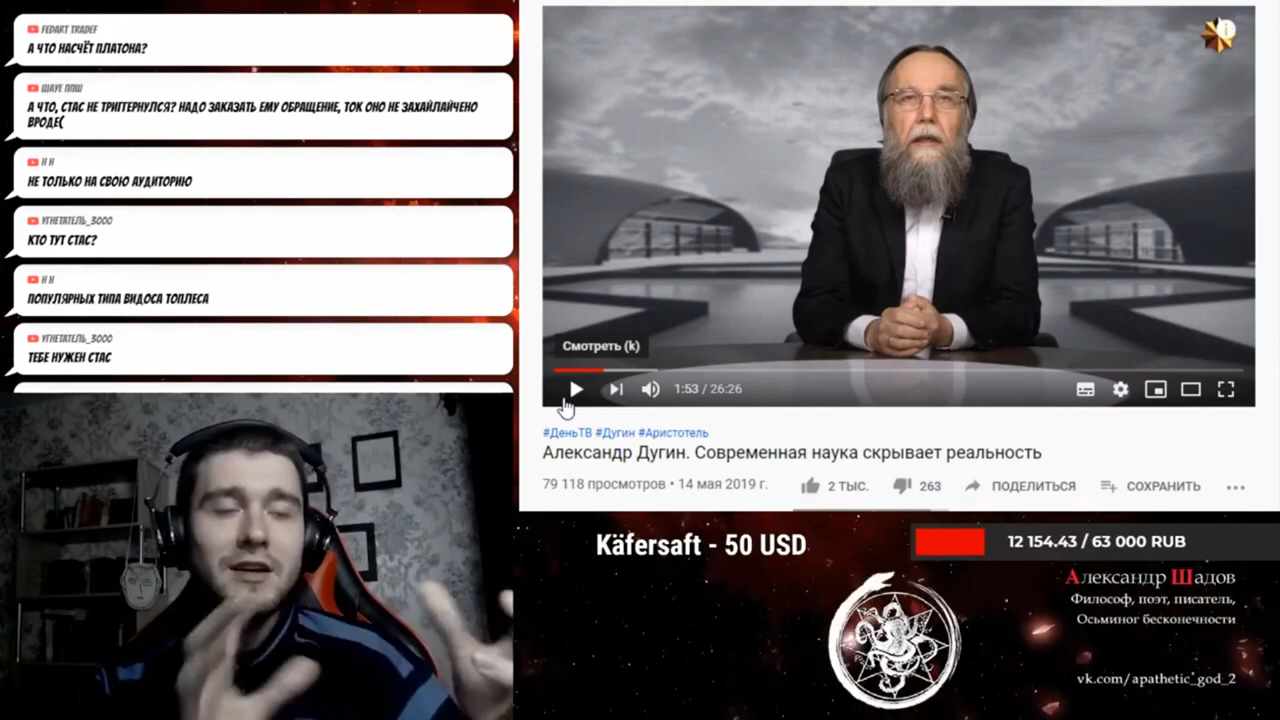 FEDART TRADEF
А ЧТО НАСЧЁТ ПЛАТОНА?
ШАУЕ ППШ
А ЧТО, СТАС НЕ ТРИГГЕРНУЛСЯ? НАДО ЗАКАЗАТЬ ЕМУ ОБРАЩЕНИЕ, ТОК ОНО НЕ ЗАХАЙЛАЙЧЕНО
ВРОДЕ(
Н Н
НЕ ТОЛЬКО НА СВОЮ АУДИТОРИЮ
УГНЕТАТЕЛЬ_3000
КТО ТУТ СТАС?
Н Н
ПОПУЛЯРНЫХ ТИПА ВИДОСА ТОПЛЕСА
УГНЕТАТЕЛЬ_3000
ТЕБЕ НУЖЕН СТАС
Смотреть (k)
1:53 / 26:26
#ДеньТВ #Дугин #Аристотель
Александр Дугин. Современная наука скрывает реальность
79 118 просмотров • 14 мая 2019 г.
2 ТЫС.
263
ПОДЕЛИТЬСЯ
СОХРАНИТЬ
Käfersaft - 50 USD
12 154.43 / 63 000 RUB
Александр Шадов
Философ, поэт, писатель,
Осьминог бесконечности
vk.com/apathetic_god_2